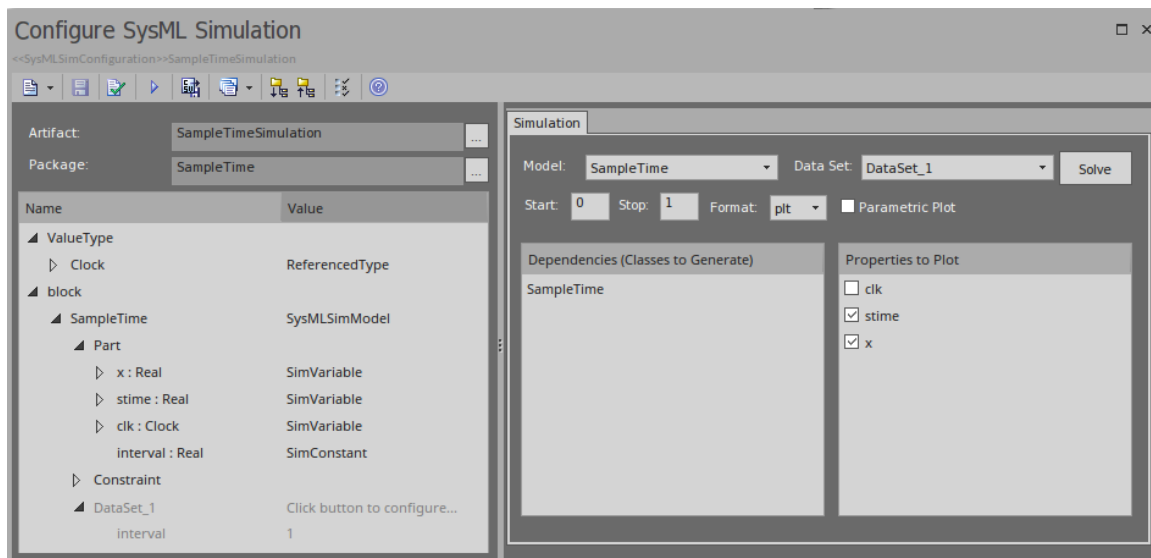 Configure SysML Simulation
<<SysMLSimConfiguration>>SampleTimeSimulation
Artifact: SampleTimeSimulation ...
Package: SampleTime ...
Name Value
ValueType
Clock ReferencedType
block
SampleTime SysMLSimModel
Part
x : Real SimVariable
stime : Real SimVariable
clk : Clock SimVariable
interval : Real SimConstant
Constraint
DataSet_1 Click button to configure...
interval 1
Simulation
Model: SampleTime Data Set: DataSet_1 Solve
Start: 0 Stop: 1 Format: plt Parametric Plot
Dependencies (Classes to Generate) Properties to Plot
SampleTime clk
stime
x